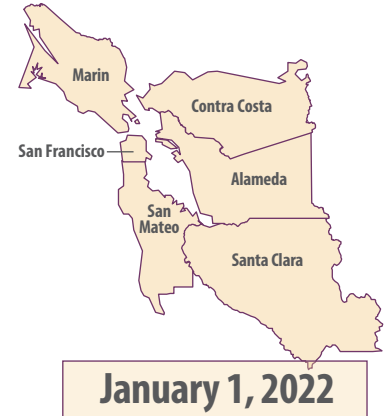 Marin
Contra Costa
San Francisco
Alameda
San
Mateo
Santa Clara
January 1, 2022